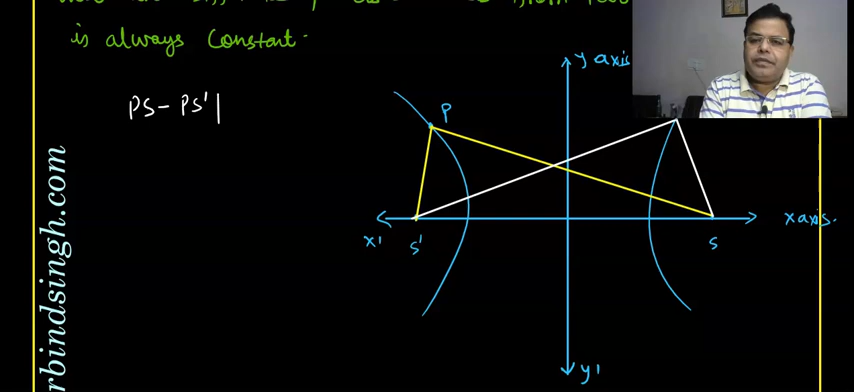 is always constant.
y axis
PS - PS' |
P
x axis.
x'
S'
S
y'
rbindsingh.com